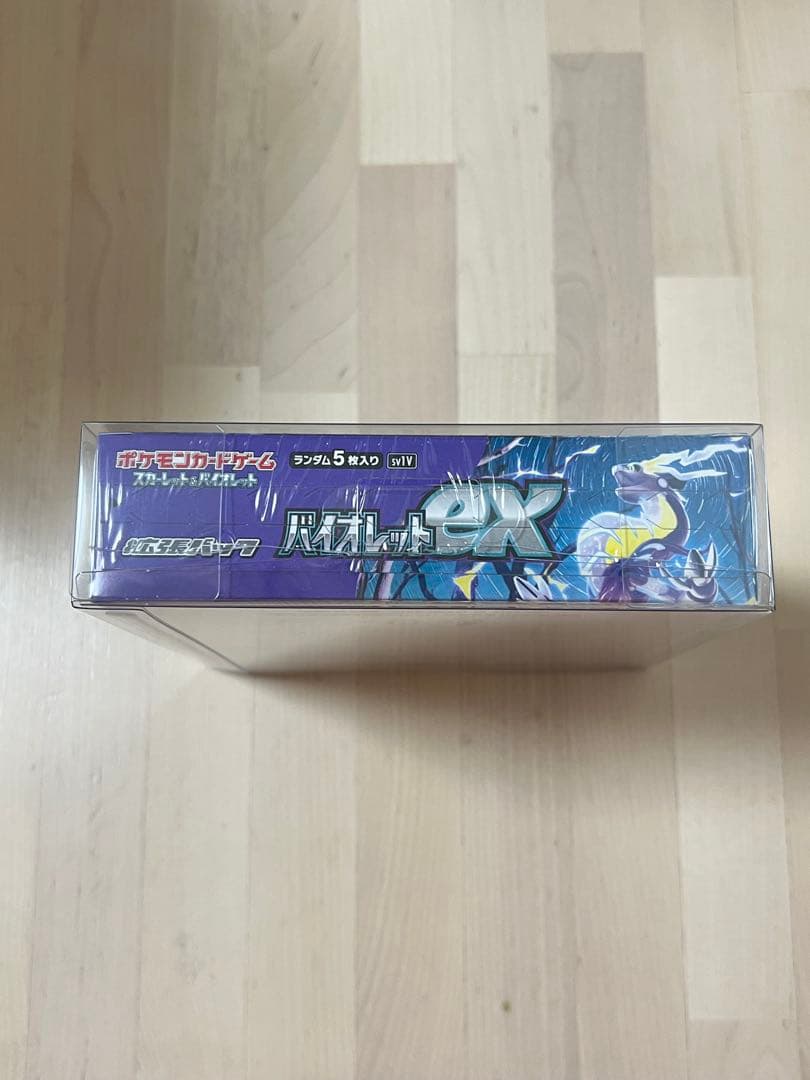 ポケモンカードゲーム
スカーレット&バイオレット
ランダム5枚入り
sv1V
拡張パック
バイオレットex